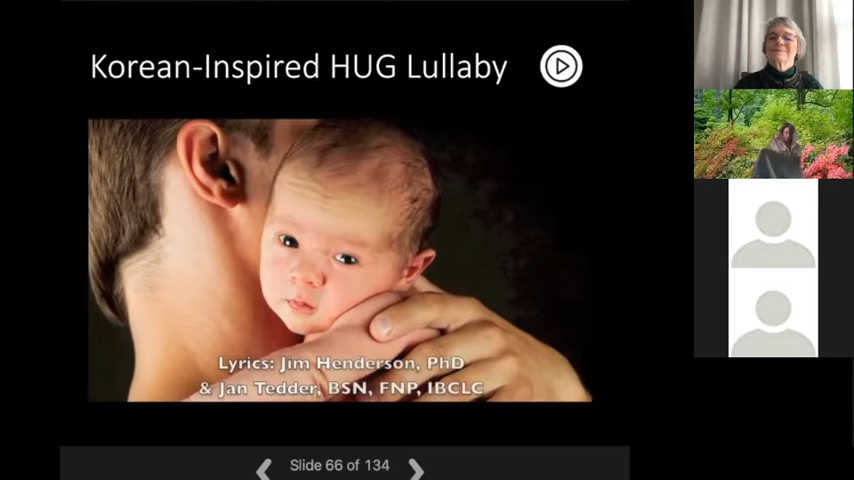 Korean-Inspired HUG Lullaby
Lyrics: Jim Henderson, PhD
& Jan Tedder, BSN, FNP, IBCLC
Slide 66 of 134